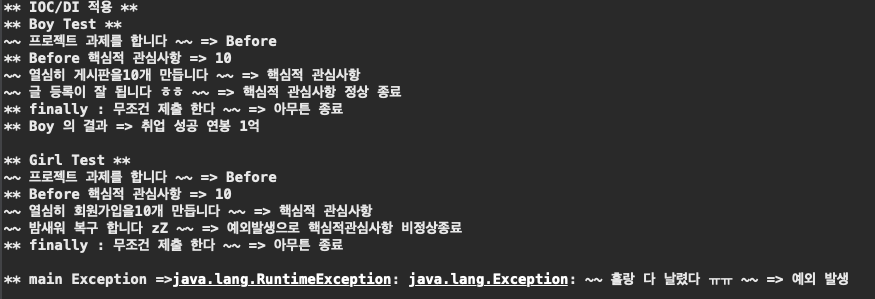 ** IOC/DI 적용 **
** Boy Test **
~~ 프로젝트 과제를 합니다 ~~ => Before
** Before 핵심적 관심사항 => 10
~~ 열심히 게시판을10개 만듭니다 ~~ => 핵심적 관심사항
~~ 글 등록이 잘 됩니다 ㅎㅎ ~~ => 핵심적 관심사항 정상 종료
** finally : 무조건 제출 한다 ~~ => 아무튼 종료
** Boy 의 결과 => 취업 성공 연봉 1억
** Girl Test **
~~ 프로젝트 과제를 합니다 ~~ => Before
** Before 핵심적 관심사항 => 10
~~ 열심히 회원가입을10개 만듭니다 ~~ => 핵심적 관심사항
~~ 밤새워 복구 합니다 zZ ~~ => 예외발생으로 핵심적관심사항 비정상종료
** finally : 무조건 제출 한다 ~~ => 아무튼 종료
** main Exception =>java.lang.RuntimeException: java.lang.Exception: ~~ 홀랑 다 날렸다 ㅠㅠ ~~ => 예외 발생